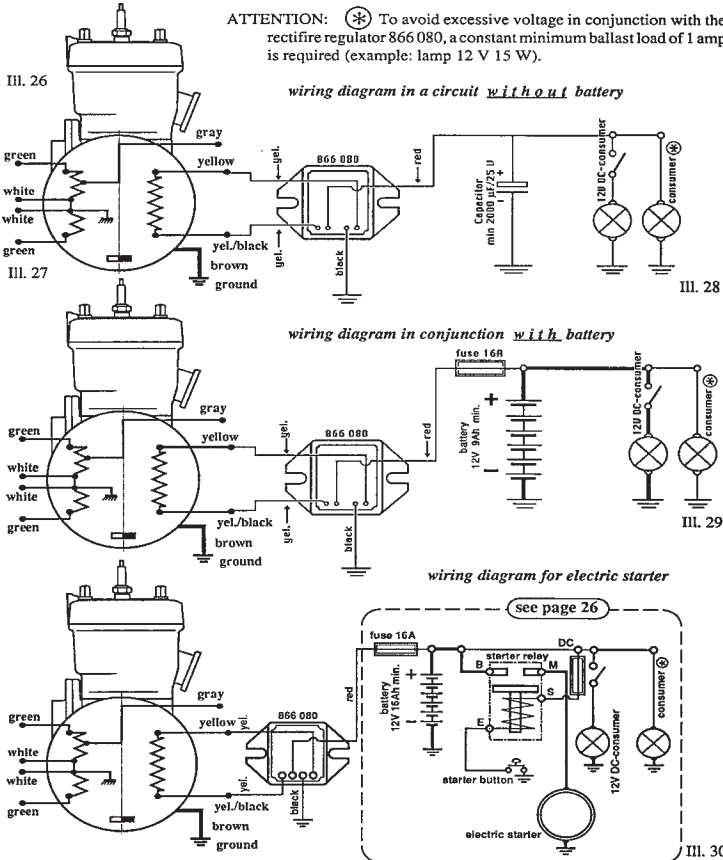 ATTENTION: ✱ To avoid excessive voltage in conjunction with the
rectifire regulator 866 080, a constant minimum ballast load of 1 amp
is required (example: lamp 12 V 15 W).
Ill. 26
wiring diagram in a circuit without battery
gray
green
yellow
yel.
866 080
red
white
white
Capacitor
min 2000 µF/25 V
+
-
12V DC-consumer
consumer ✱
green
yel./black
yel.
black
Ill. 27
brown
ground
Ill. 28
wiring diagram in conjunction with battery
fuse 16A
gray
green
yellow
yel.
866 080
red
+
battery
12V 9Ah min.
-
12V DC-consumer
consumer ✱
white
white
green
yel./black
yel.
black
brown
ground
Ill. 29
wiring diagram for electric starter
see page 26
fuse 16A
starter relay
DC
B
M
S
E
gray
green
yellow
yel.
866 080
red
+
battery
12V 16Ah min.
-
12V DC-consumer
consumer ✱
white
white
starter button
green
yel./black
yel.
black
brown
ground
electric starter
Ill. 30